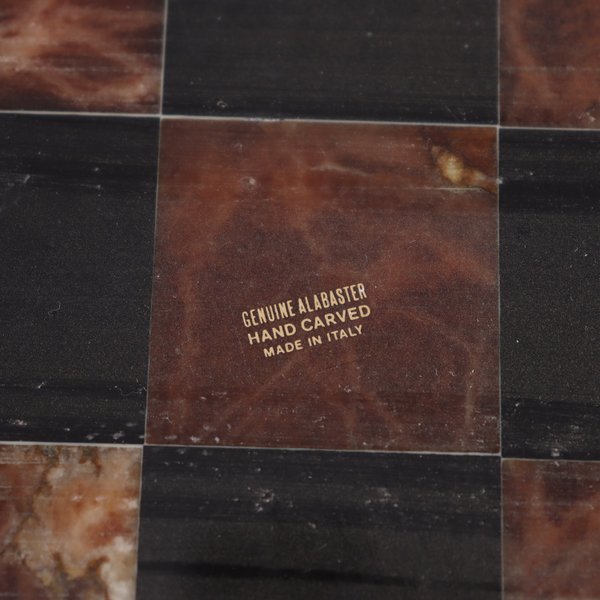 GENUINE ALABASTER
HAND CARVED
MADE IN ITALY